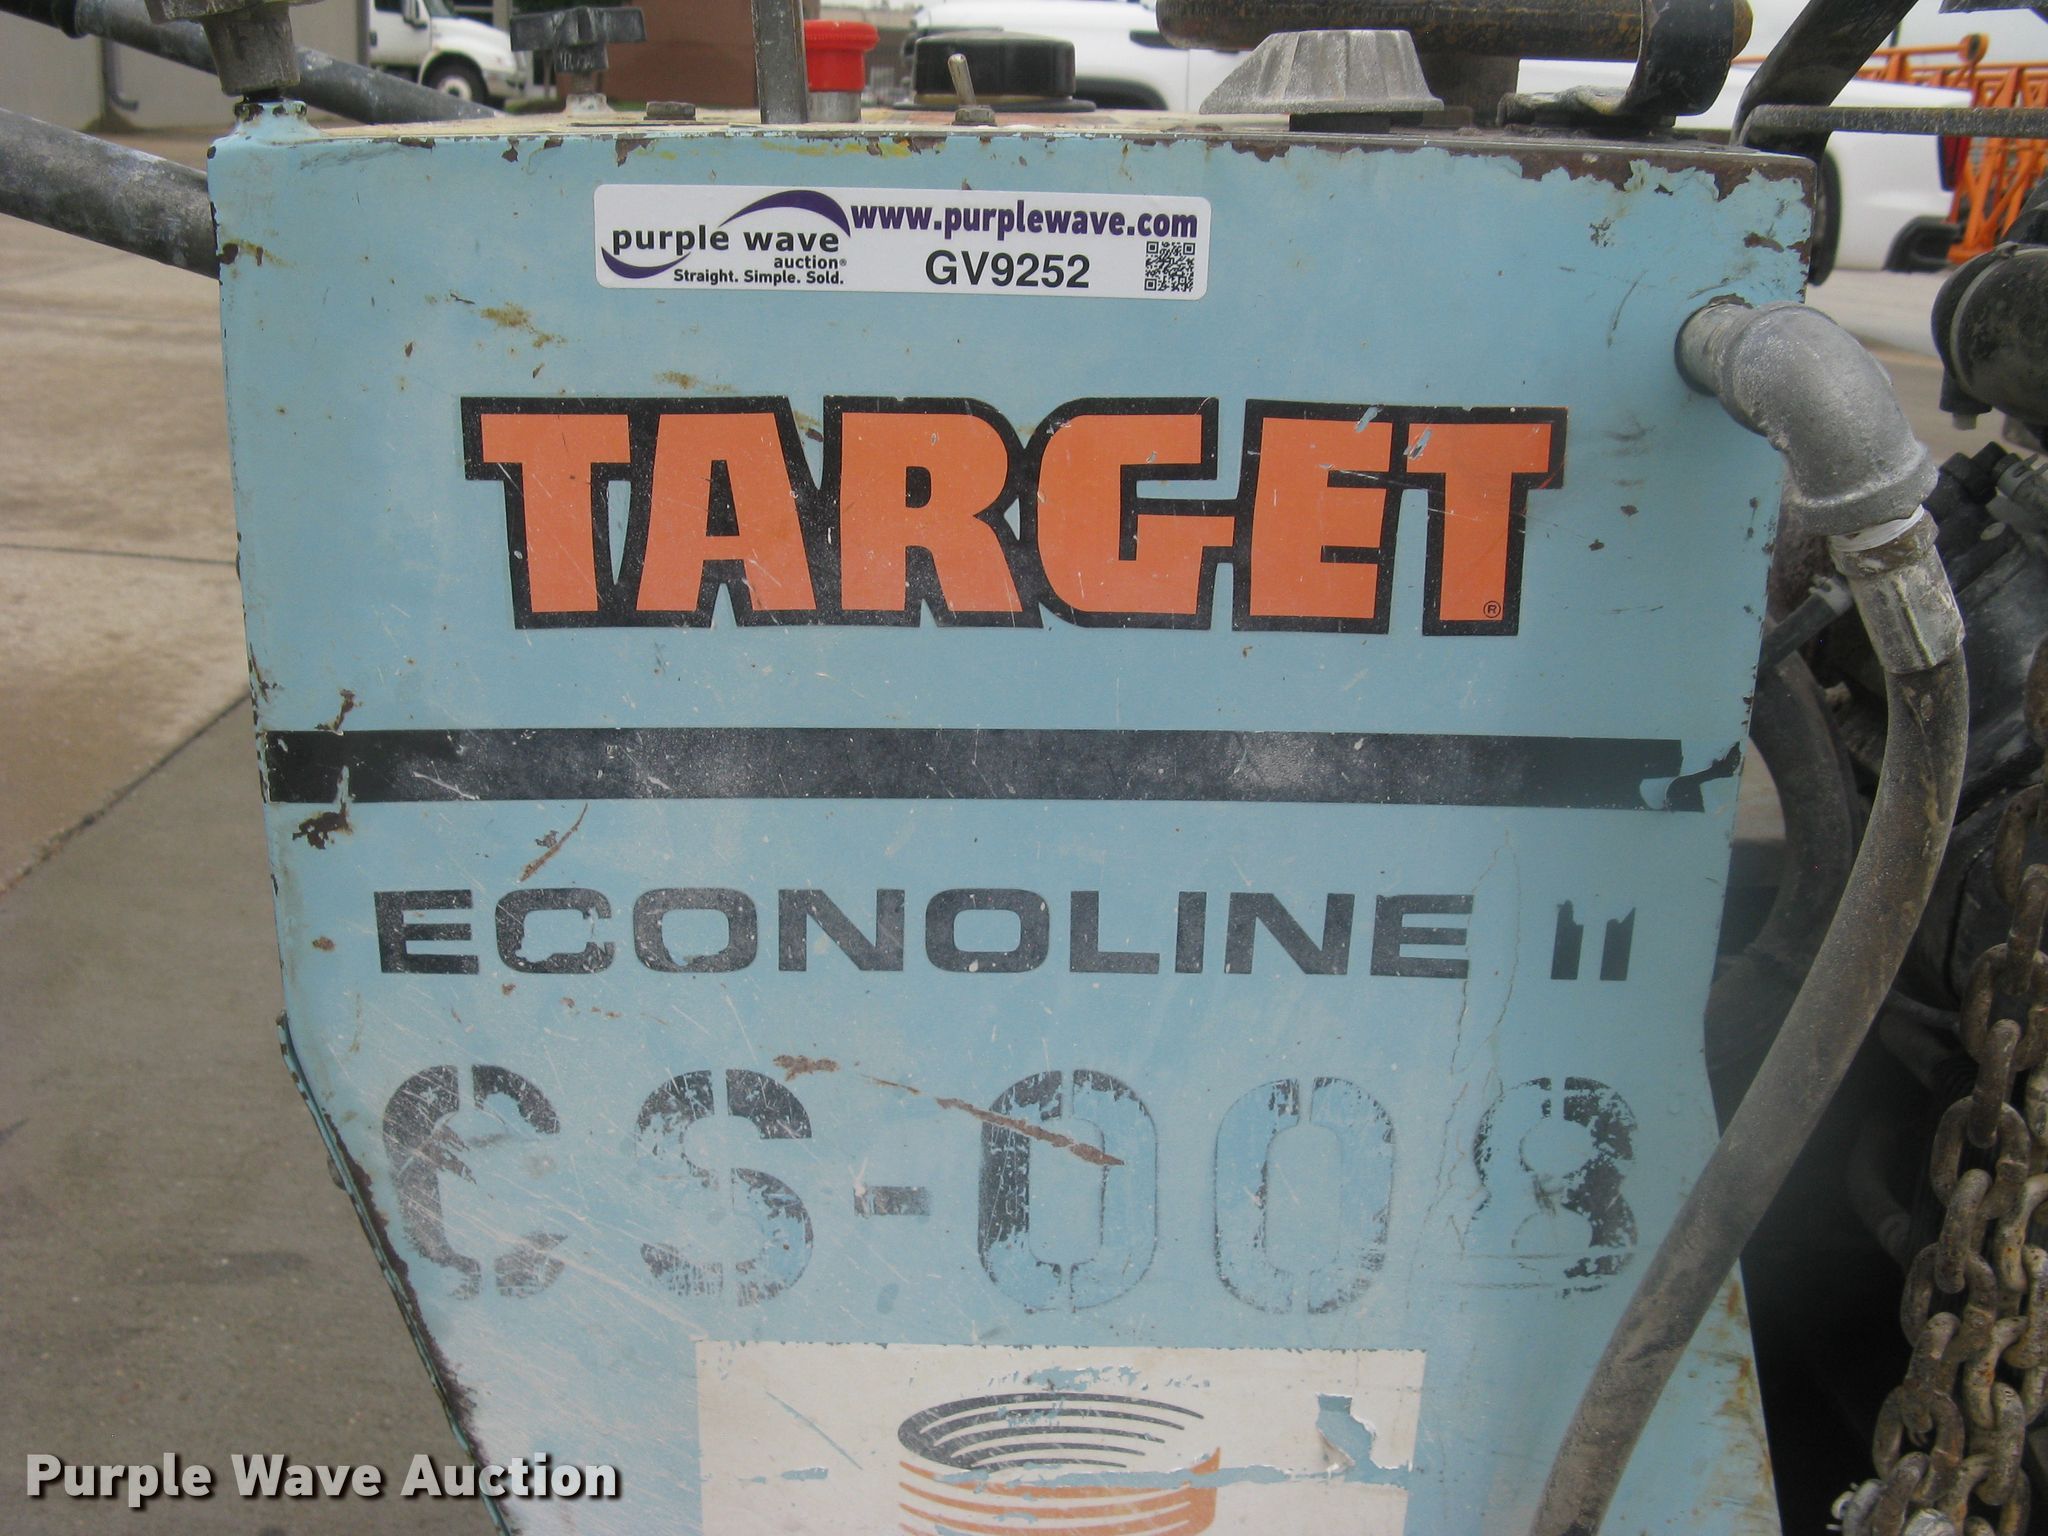 www.purplewave.com
purple wave
auction®
Straight. Simple. Sold.
GV9252
TARGET
®
ECONOLINE II
CS-008
Purple Wave Auction